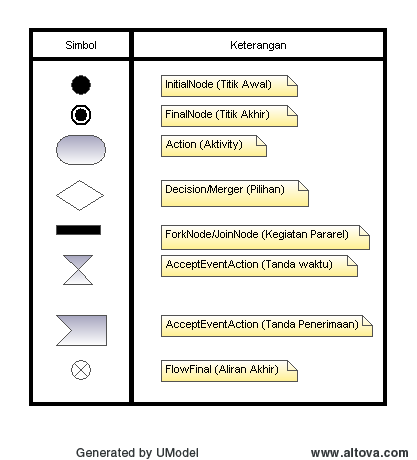 Simbol
Keterangan
InitialNode (Titik Awal)
FinalNode (Titik Akhir)
Action (Aktivity)
Decision/Merger (Pilihan)
ForkNode/JoinNode (Kegiatan Pararel)
AcceptEventAction (Tanda waktu)
AcceptEventAction (Tanda Penerimaan)
FlowFinal (Aliran Akhir)
Generated by UModel
www.altova.com